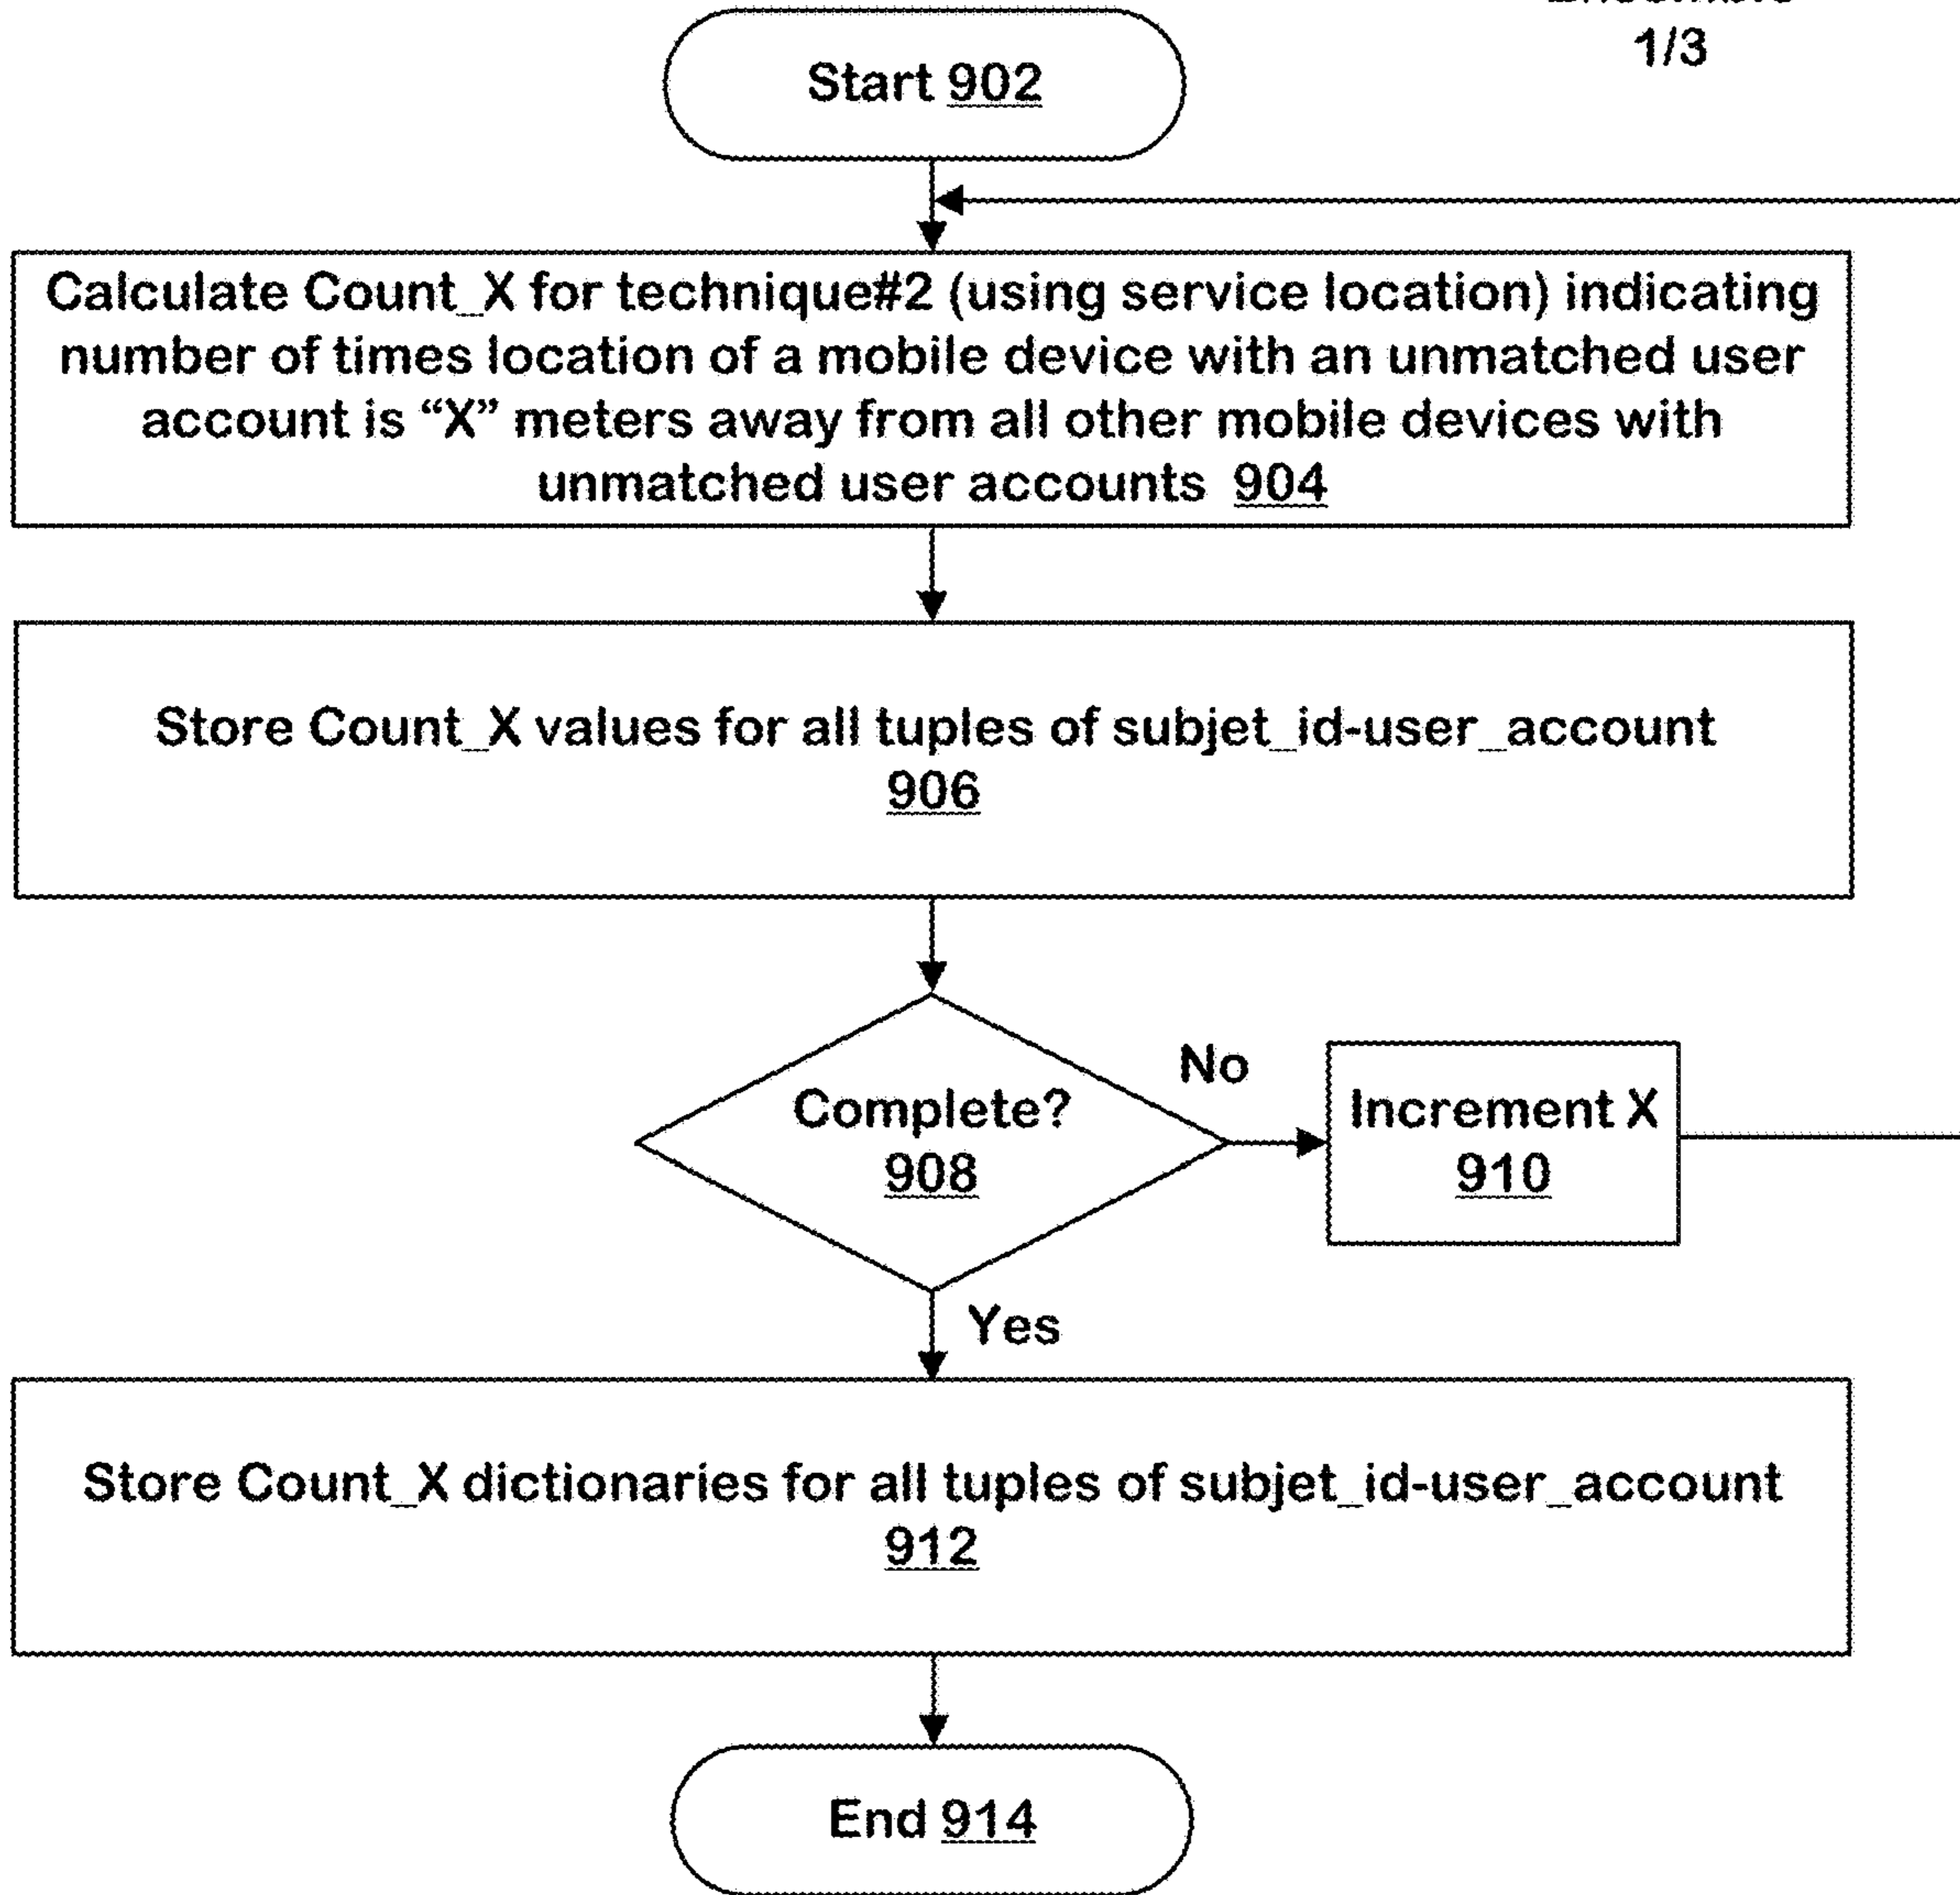 1/3
Start 902
Calculate Count_X for technique#2 (using service location) indicating
number of times location of a mobile device with an unmatched user
account is “X” meters away from all other mobile devices with
unmatched user accounts 904
Store Count_X values for all tuples of subjet_id-user_account
906
No
Complete?
908
Increment X
910
Yes
Store Count_X dictionaries for all tuples of subjet_id-user_account
912
End 914